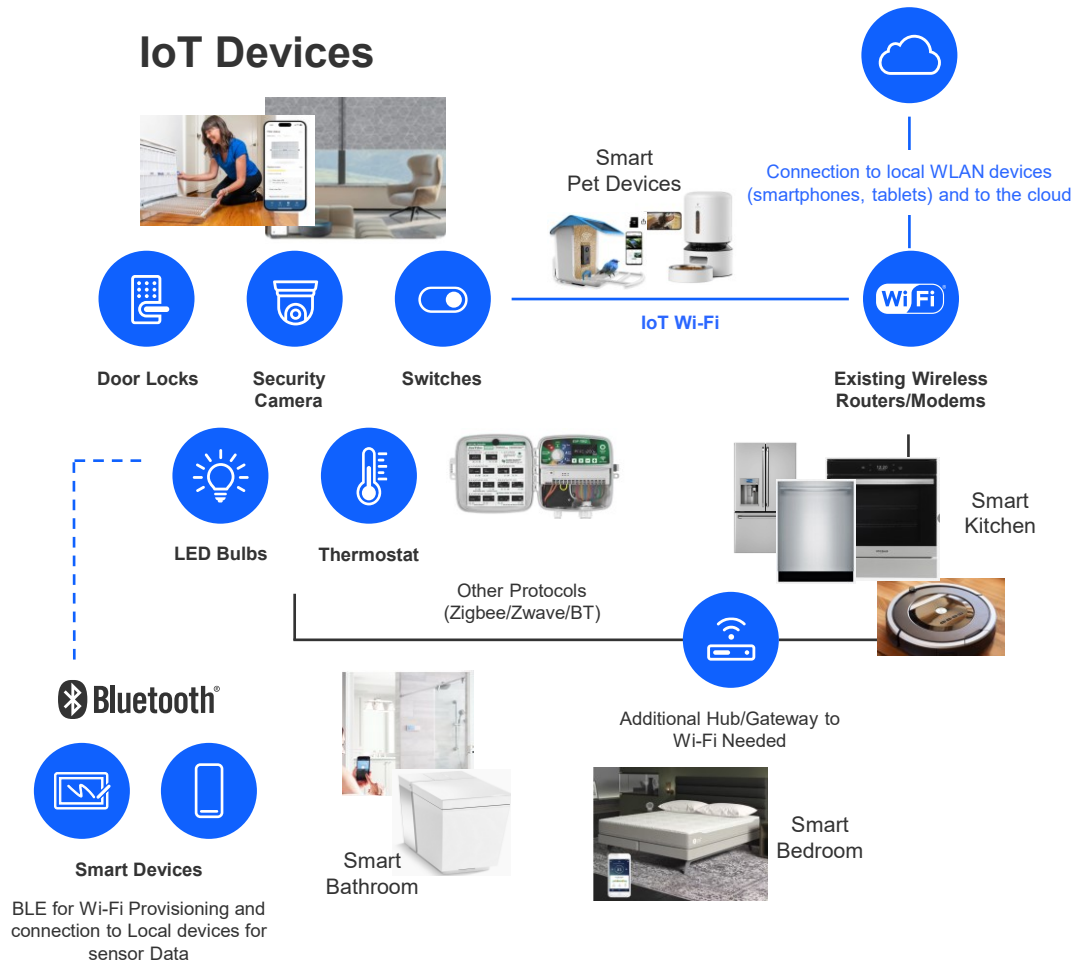 IoT Devices
Smart
Pet Devices
Connection to local WLAN devices
(smartphones, tablets) and to the cloud
Wi Fi
IoT Wi-Fi
Door Locks
Security
Camera
Switches
Existing Wireless
Routers/Modems
LED Bulbs
Thermostat
Smart
Kitchen
Other Protocols
(Zigbee/Zwave/BT)
Bluetooth®
Additional Hub/Gateway to
Wi-Fi Needed
Smart Devices
BLE for Wi-Fi Provisioning and
connection to Local devices for
sensor Data
Smart
Bathroom
Smart
Bedroom